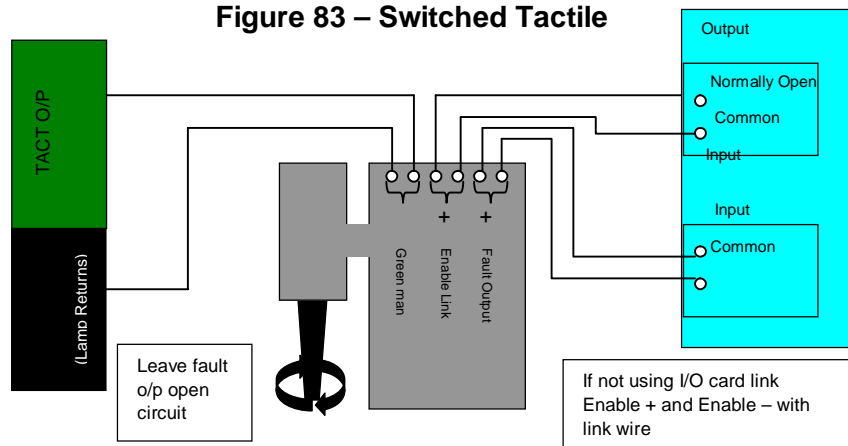 Figure 83 – Switched Tactile
TACT O/P
(Lamp Returns)
Green man
+
Enable Link
+
Fault Output
Output
Normally Open
Common
Input
Input
Common
Leave fault
o/p open
circuit
If not using I/O card link
Enable + and Enable – with
link wire